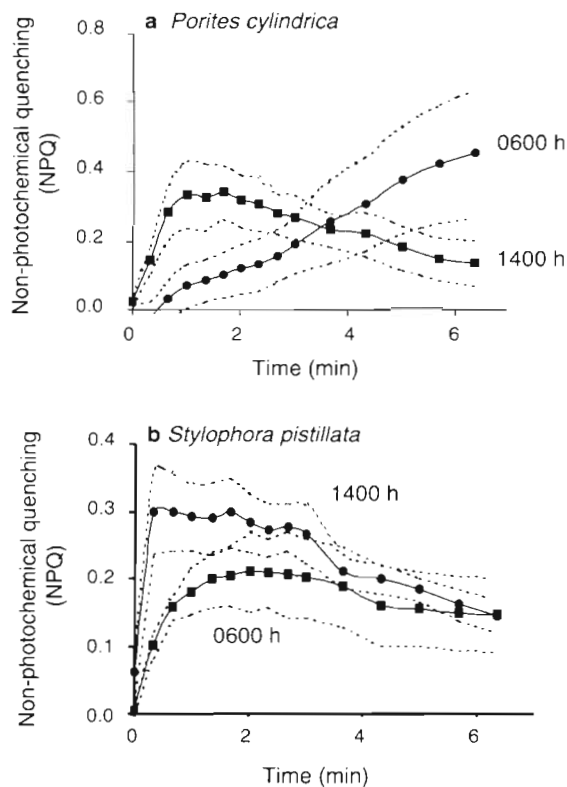 a Porites cylindrica
0.8
0.6
0.4
0.2
0.0
Non-photochemical quenching
(NPQ)
0600 h
1400 h
0
2
4
6
Time (min)
b Stylophora pistillata
0.4
0.3
0.2
0.1
0.0
Non-photochemical quenching
(NPQ)
1400 h
0600 h
0
2
4
6
Time (min)